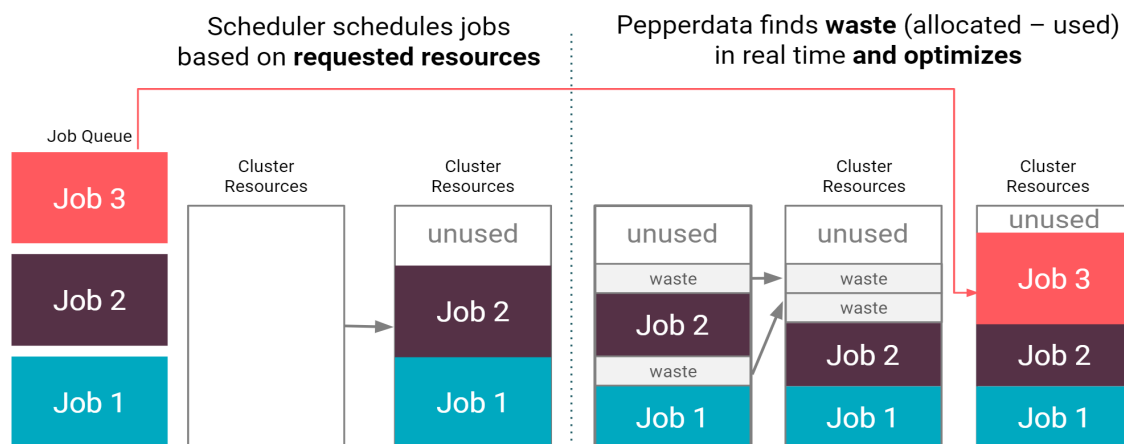 Scheduler schedules jobs
based on requested resources
Pepperdata finds waste (allocated – used)
in real time and optimizes
Job Queue
Job 3
Job 2
Job 1
Cluster
Resources
Cluster
Resources
unused
Job 2
Job 1
unused
waste
Job 2
waste
Job 1
Cluster
Resources
unused
waste
waste
Job 2
Job 1
Cluster
Resources
unused
Job 3
Job 2
Job 1